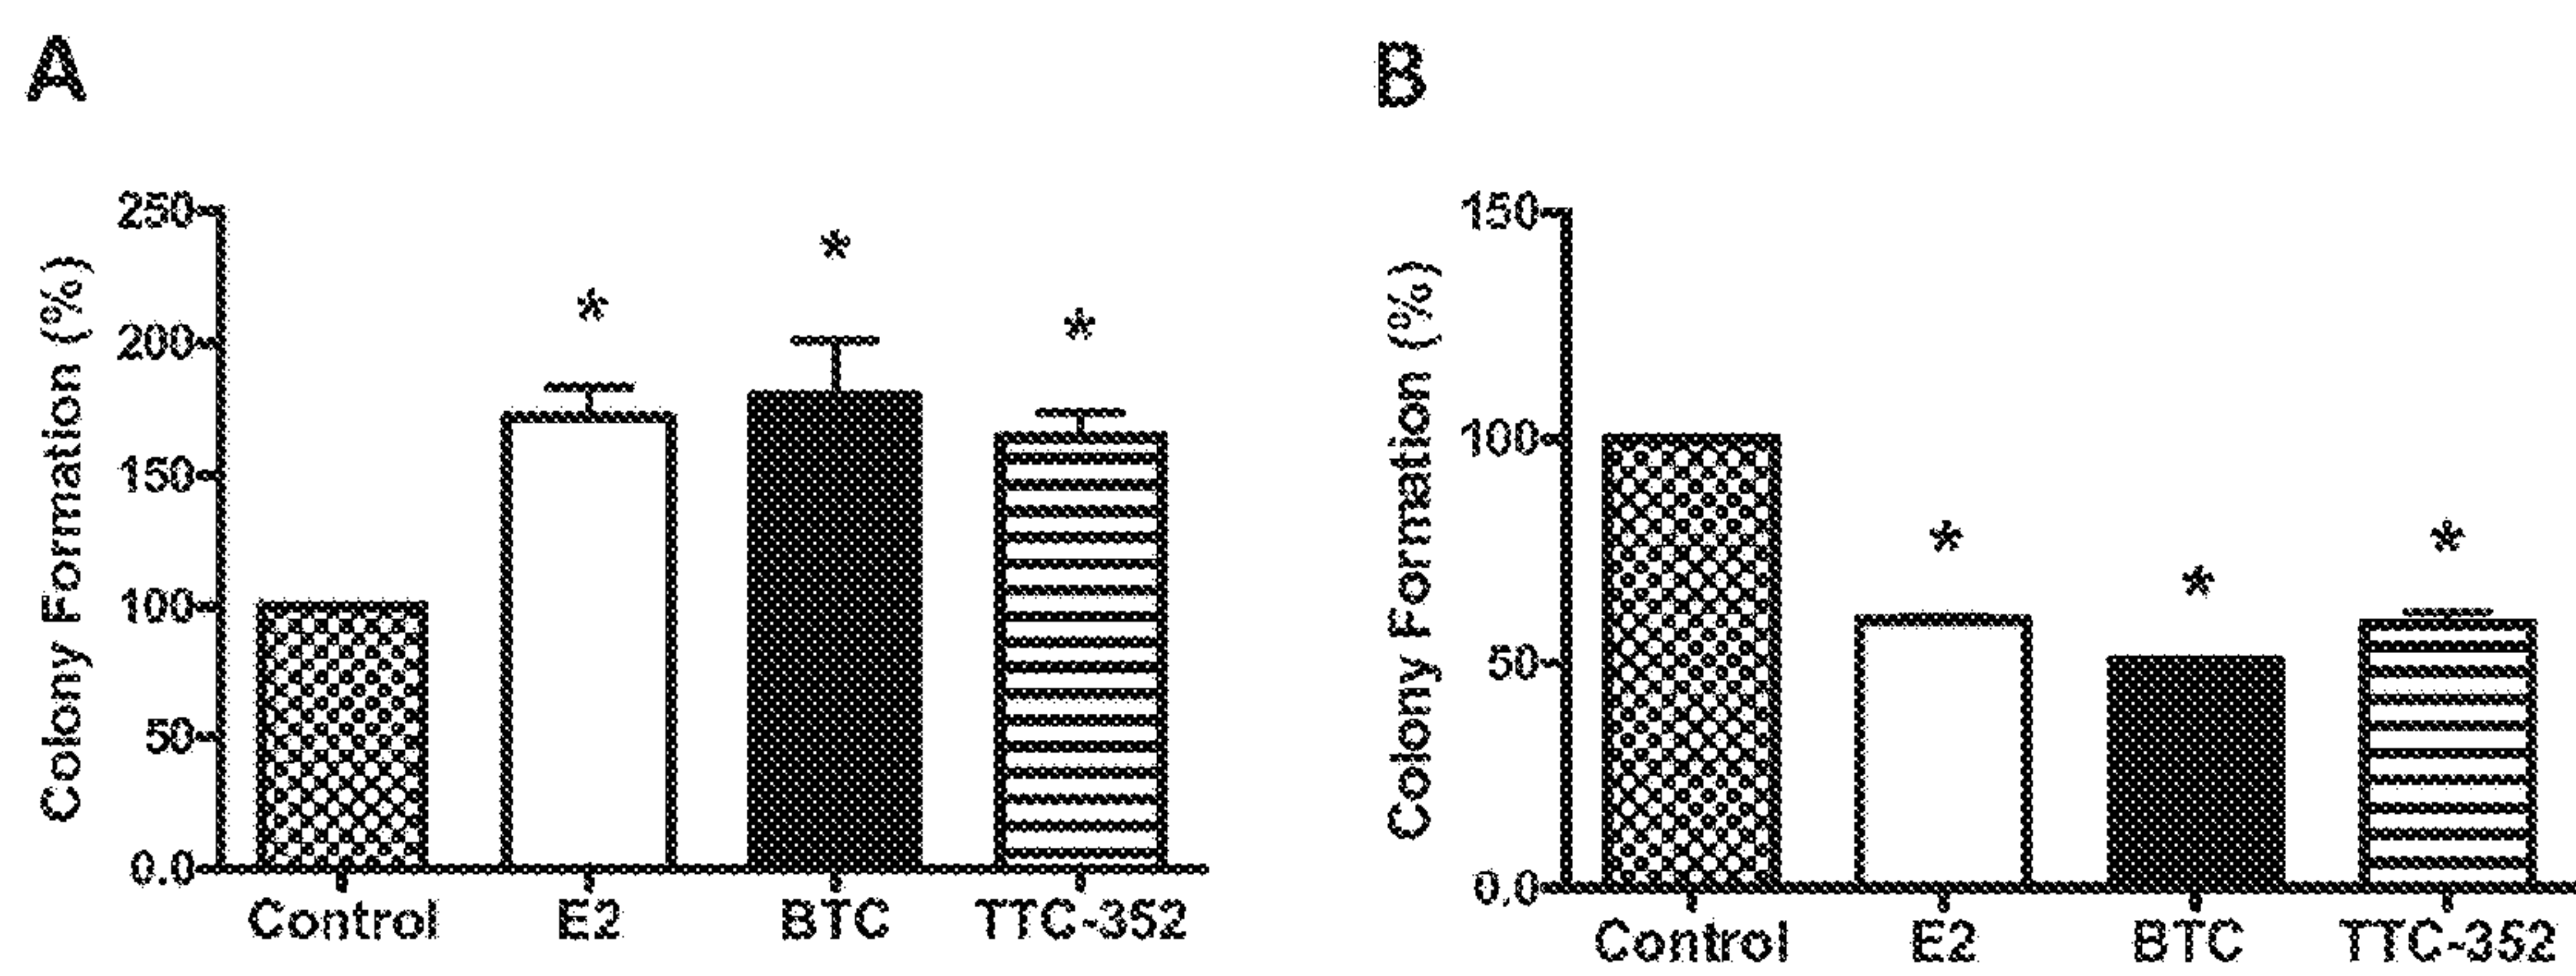 A
Colony Formation (%)
250
200
150
100
50
0.0
*
*
*
Control E2 BTC TTC-352
B
Colony Formation (%)
150
100
50
0.0
*
*
*
Control E2 BTC TTC-352